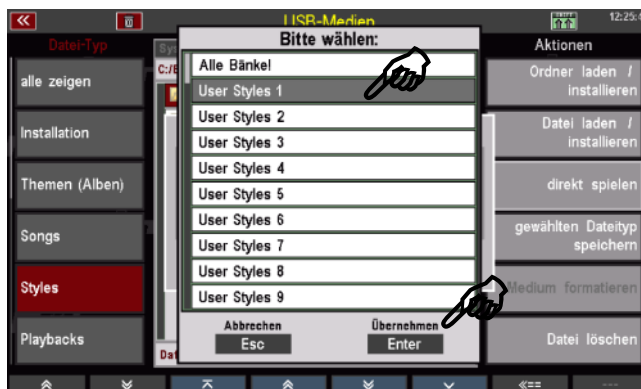 USB-Medien
12:25:
Datei-Typ
alle zeigen
Installation
Themen (Alben)
Songs
Styles
Playbacks
Sys
C:/B
Dat
Bitte wählen:
Alle Bänke!
User Styles 1
User Styles 2
User Styles 3
User Styles 4
User Styles 5
User Styles 6
User Styles 7
User Styles 8
User Styles 9
Abbrechen
Esc
Übernehmen
Enter
Aktionen
Ordner laden /
installieren
Datei laden /
installieren
direkt spielen
gewählten Dateityp
speichern
Medium formatieren
Datei löschen